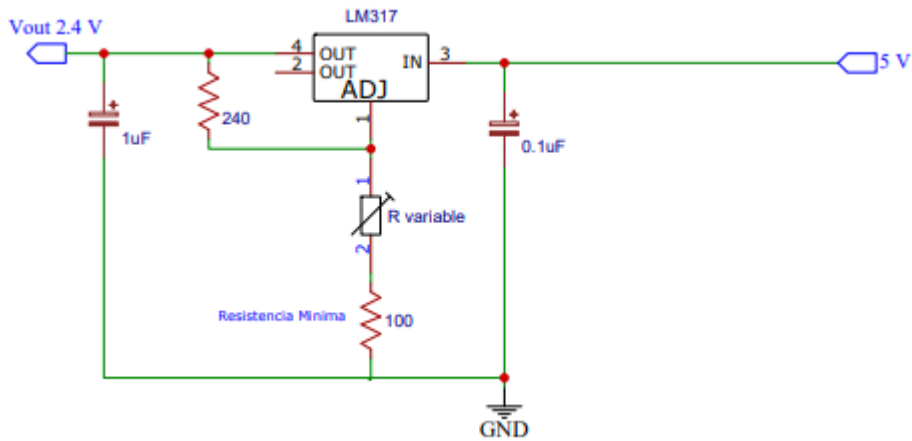 LM317
Vout 2.4 V
4
OUT
2
OUT
IN
3
ADJ
5 V
1
240
1uF
0.1uF
1
R variable
2
Resistencia Minima
100
GND